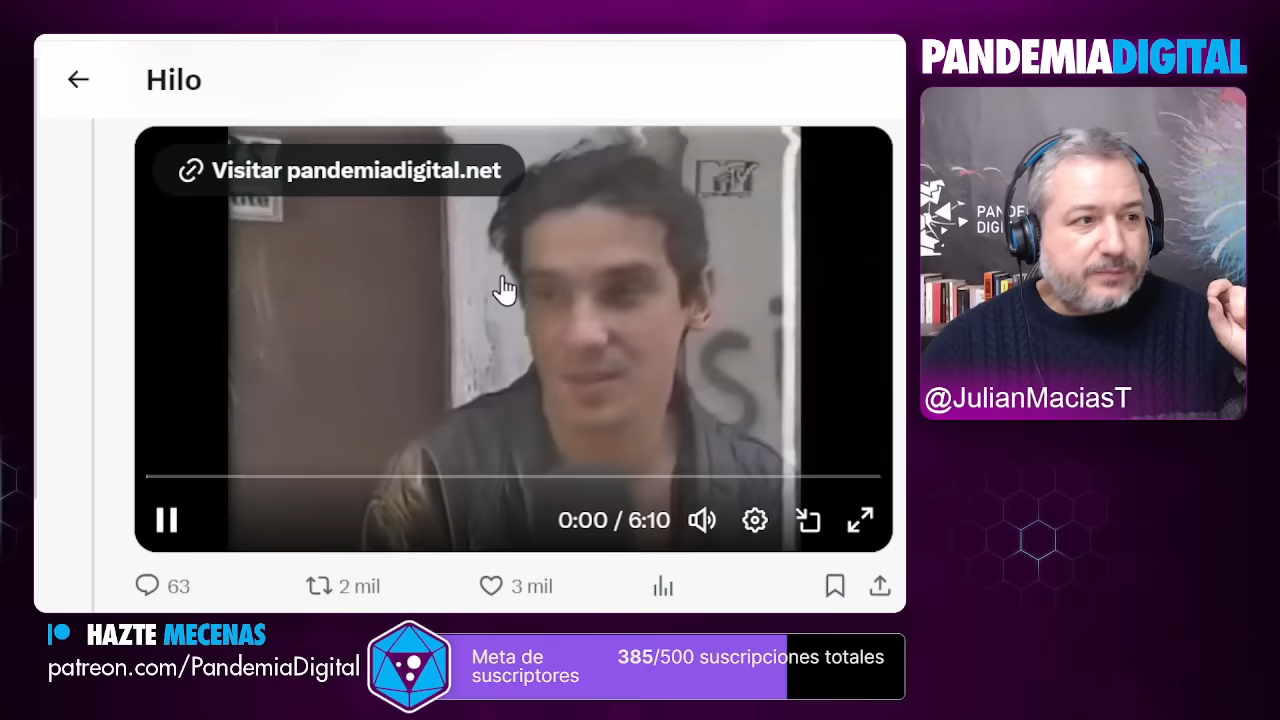 Hilo
Visitar pandemiadigital.net
MTV
0:00 / 6:10
63
2 mil
3 mil
PANDEMIADIGITAL
@JulianMaciasT
HAZTE MECENAS
patreon.com/PandemiaDigital
Meta de
suscriptores
385/500 suscripciones totales